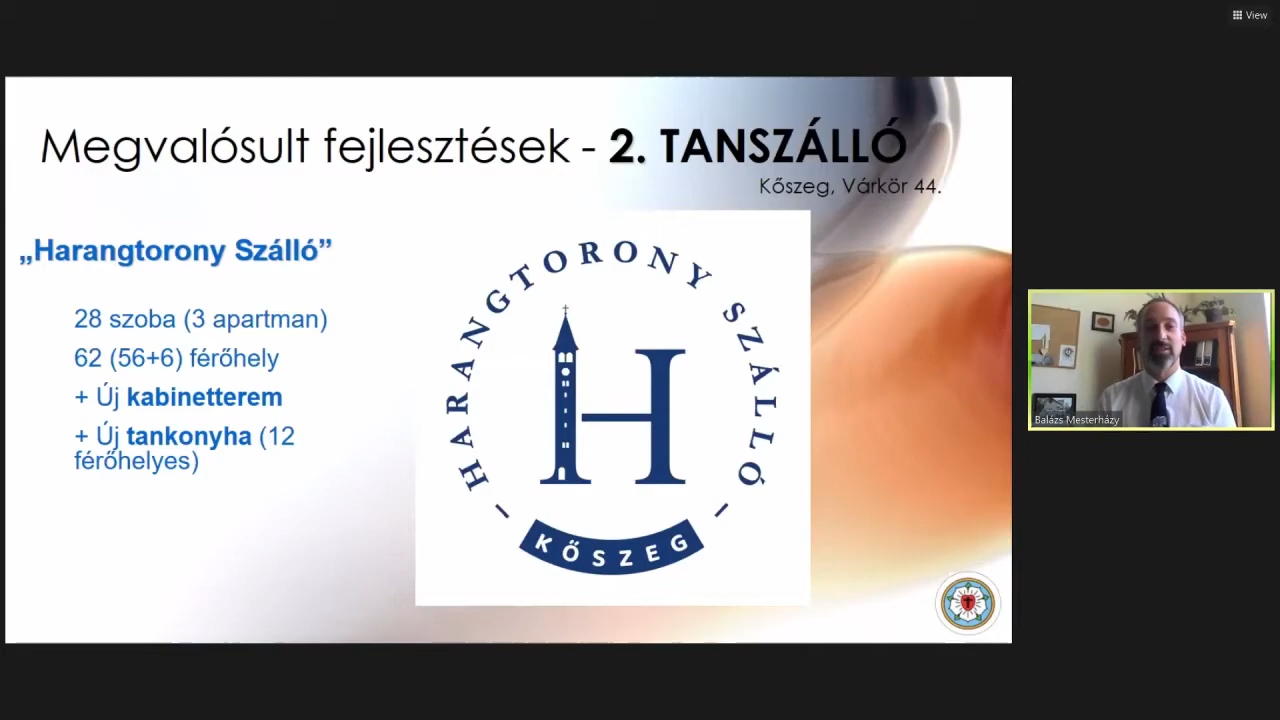 View
Megvalósult fejlesztések - 2. TANSZÁLLÓ
Kőszeg, Várkör 44.
„Harangtorony Szálló”
28 szoba (3 apartman)
62 (56+6) férőhely
+ Új kabinetterem
+ Új tankonyha (12
férőhelyes)
HARANGTORONY SZÁLLÓ
H
KŐSZEG
Balázs Mesterházy